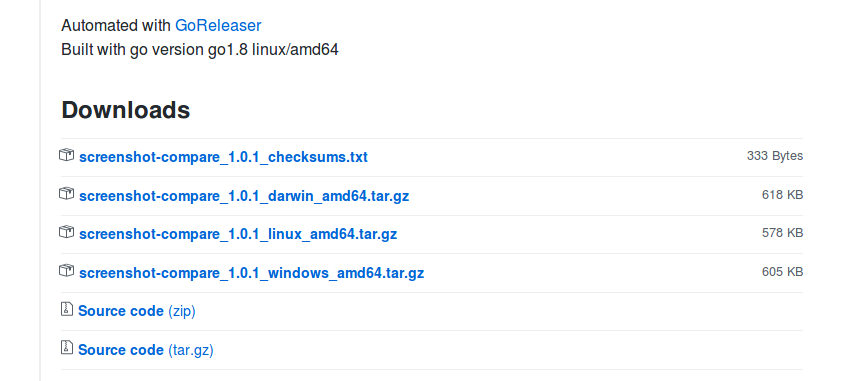 Automated with GoReleaser
Built with go version go1.8 linux/amd64
Downloads
screenshot-compare_1.0.1_checksums.txt 333 Bytes
screenshot-compare_1.0.1_darwin_amd64.tar.gz 618 KB
screenshot-compare_1.0.1_linux_amd64.tar.gz 578 KB
screenshot-compare_1.0.1_windows_amd64.tar.gz 605 KB
Source code (zip)
Source code (tar.gz)